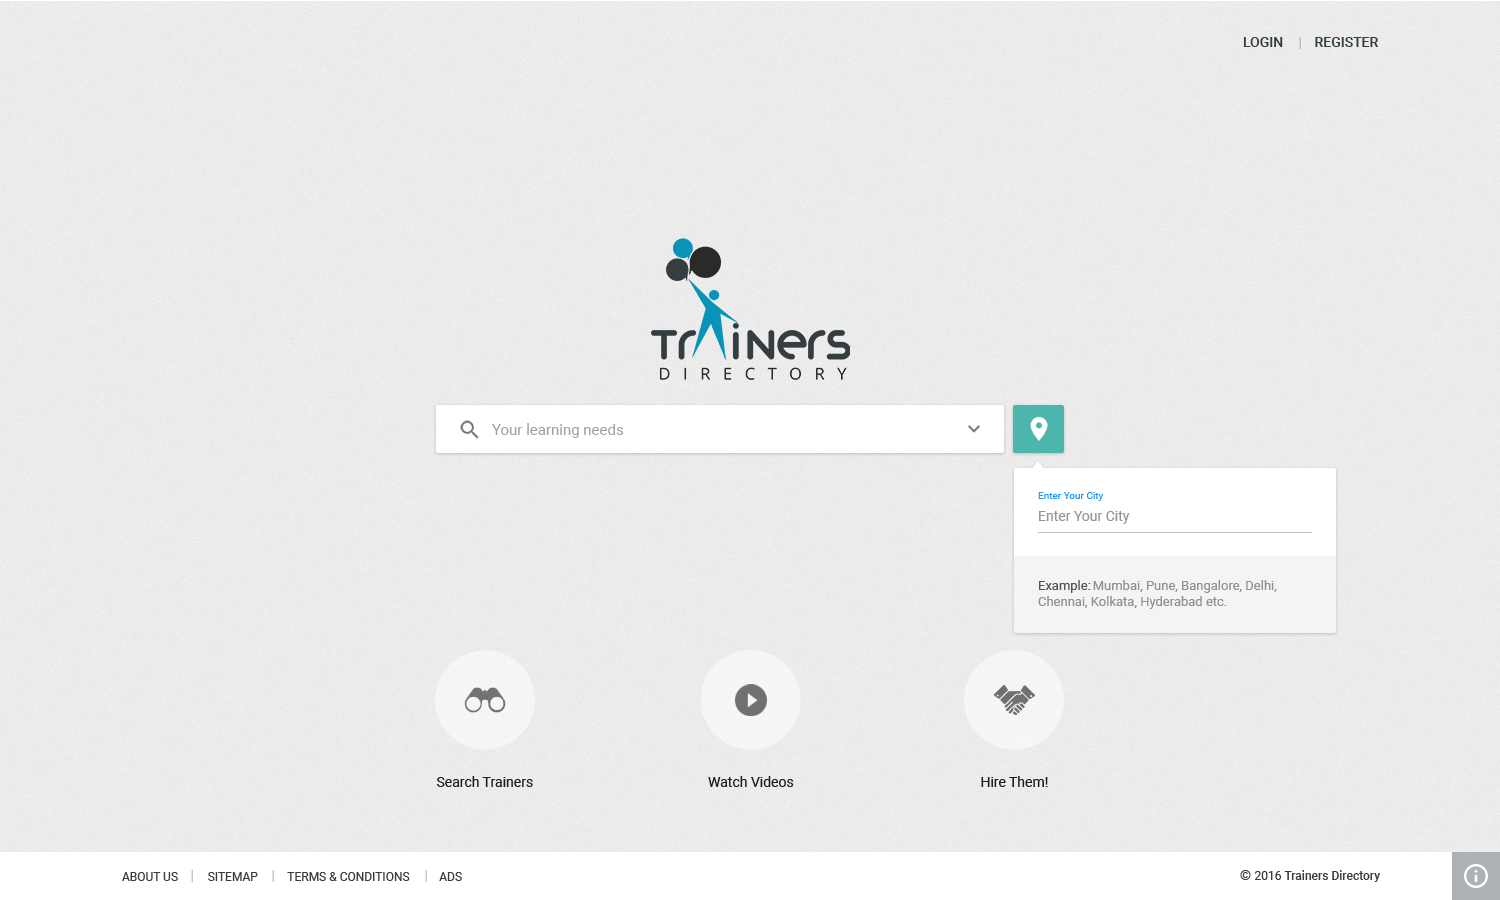 LOGIN | REGISTER
TrAiners
DIRECTORY
Your learning needs
Enter Your City
Enter Your City
Example: Mumbai, Pune, Bangalore, Delhi,
Chennai, Kolkata, Hyderabad etc.
Search Trainers
Watch Videos
Hire Them!
ABOUT US | SITEMAP | TERMS & CONDITIONS | ADS
© 2016 Trainers Directory